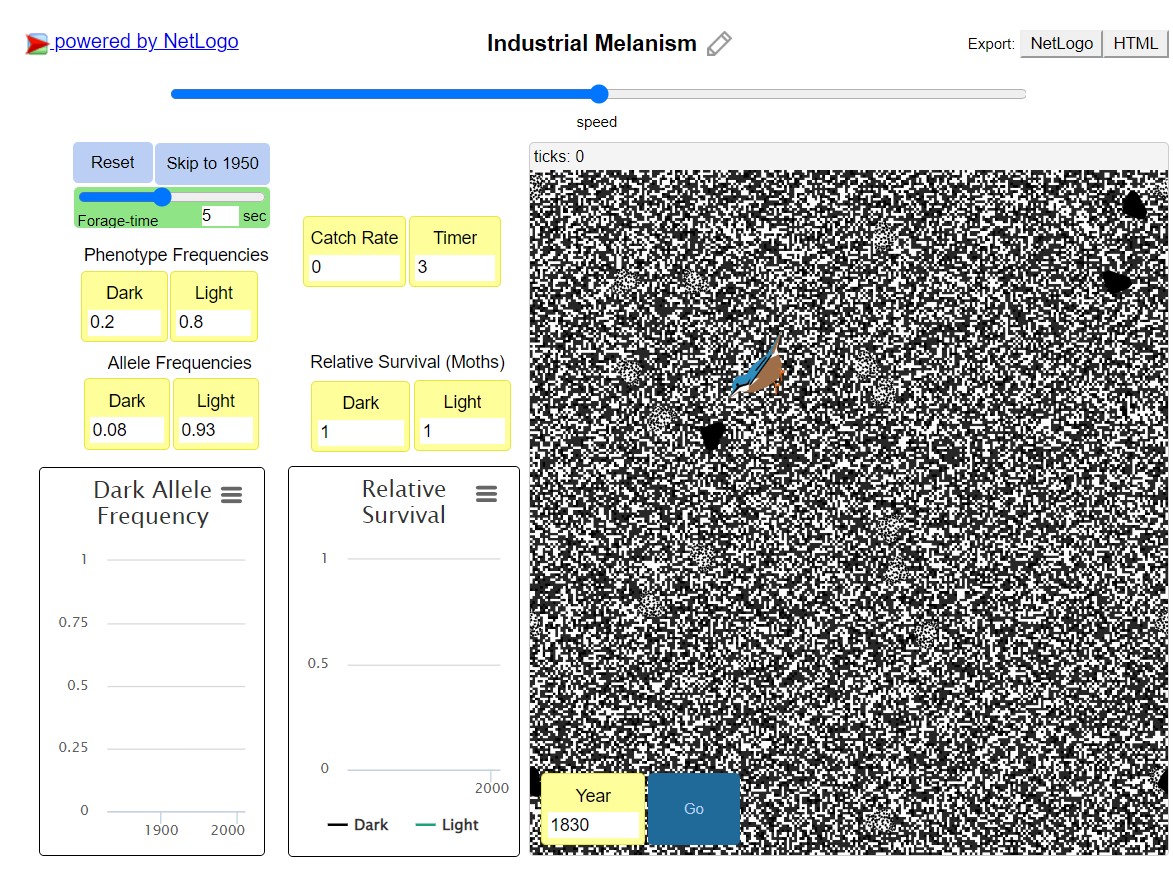 powered by NetLogo
Industrial Melanism
Export: NetLogo HTML
speed
Reset Skip to 1950
Forage-time 5 sec
Phenotype Frequencies
Dark Light
0.2 0.8
Allele Frequencies
Dark Light
0.08 0.93
Catch Rate Timer
0 3
Relative Survival (Moths)
Dark Light
1 1
Dark Allele
Frequency
1
0.75
0.5
0.25
0
1900 2000
Relative
Survival
1
0.5
0
2000
Dark Light
ticks: 0
Year
1830
Go